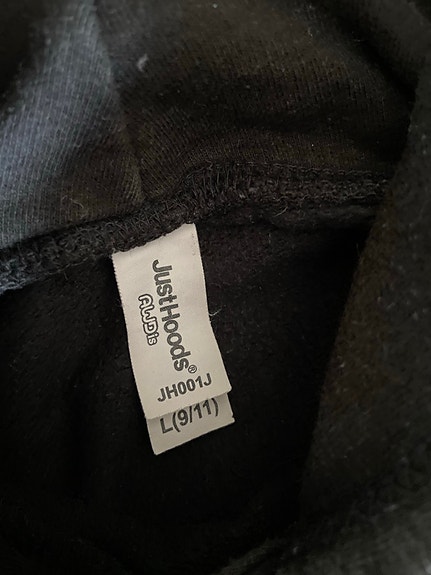 JustHoods®
AWDis
JH001J
L(9/11)